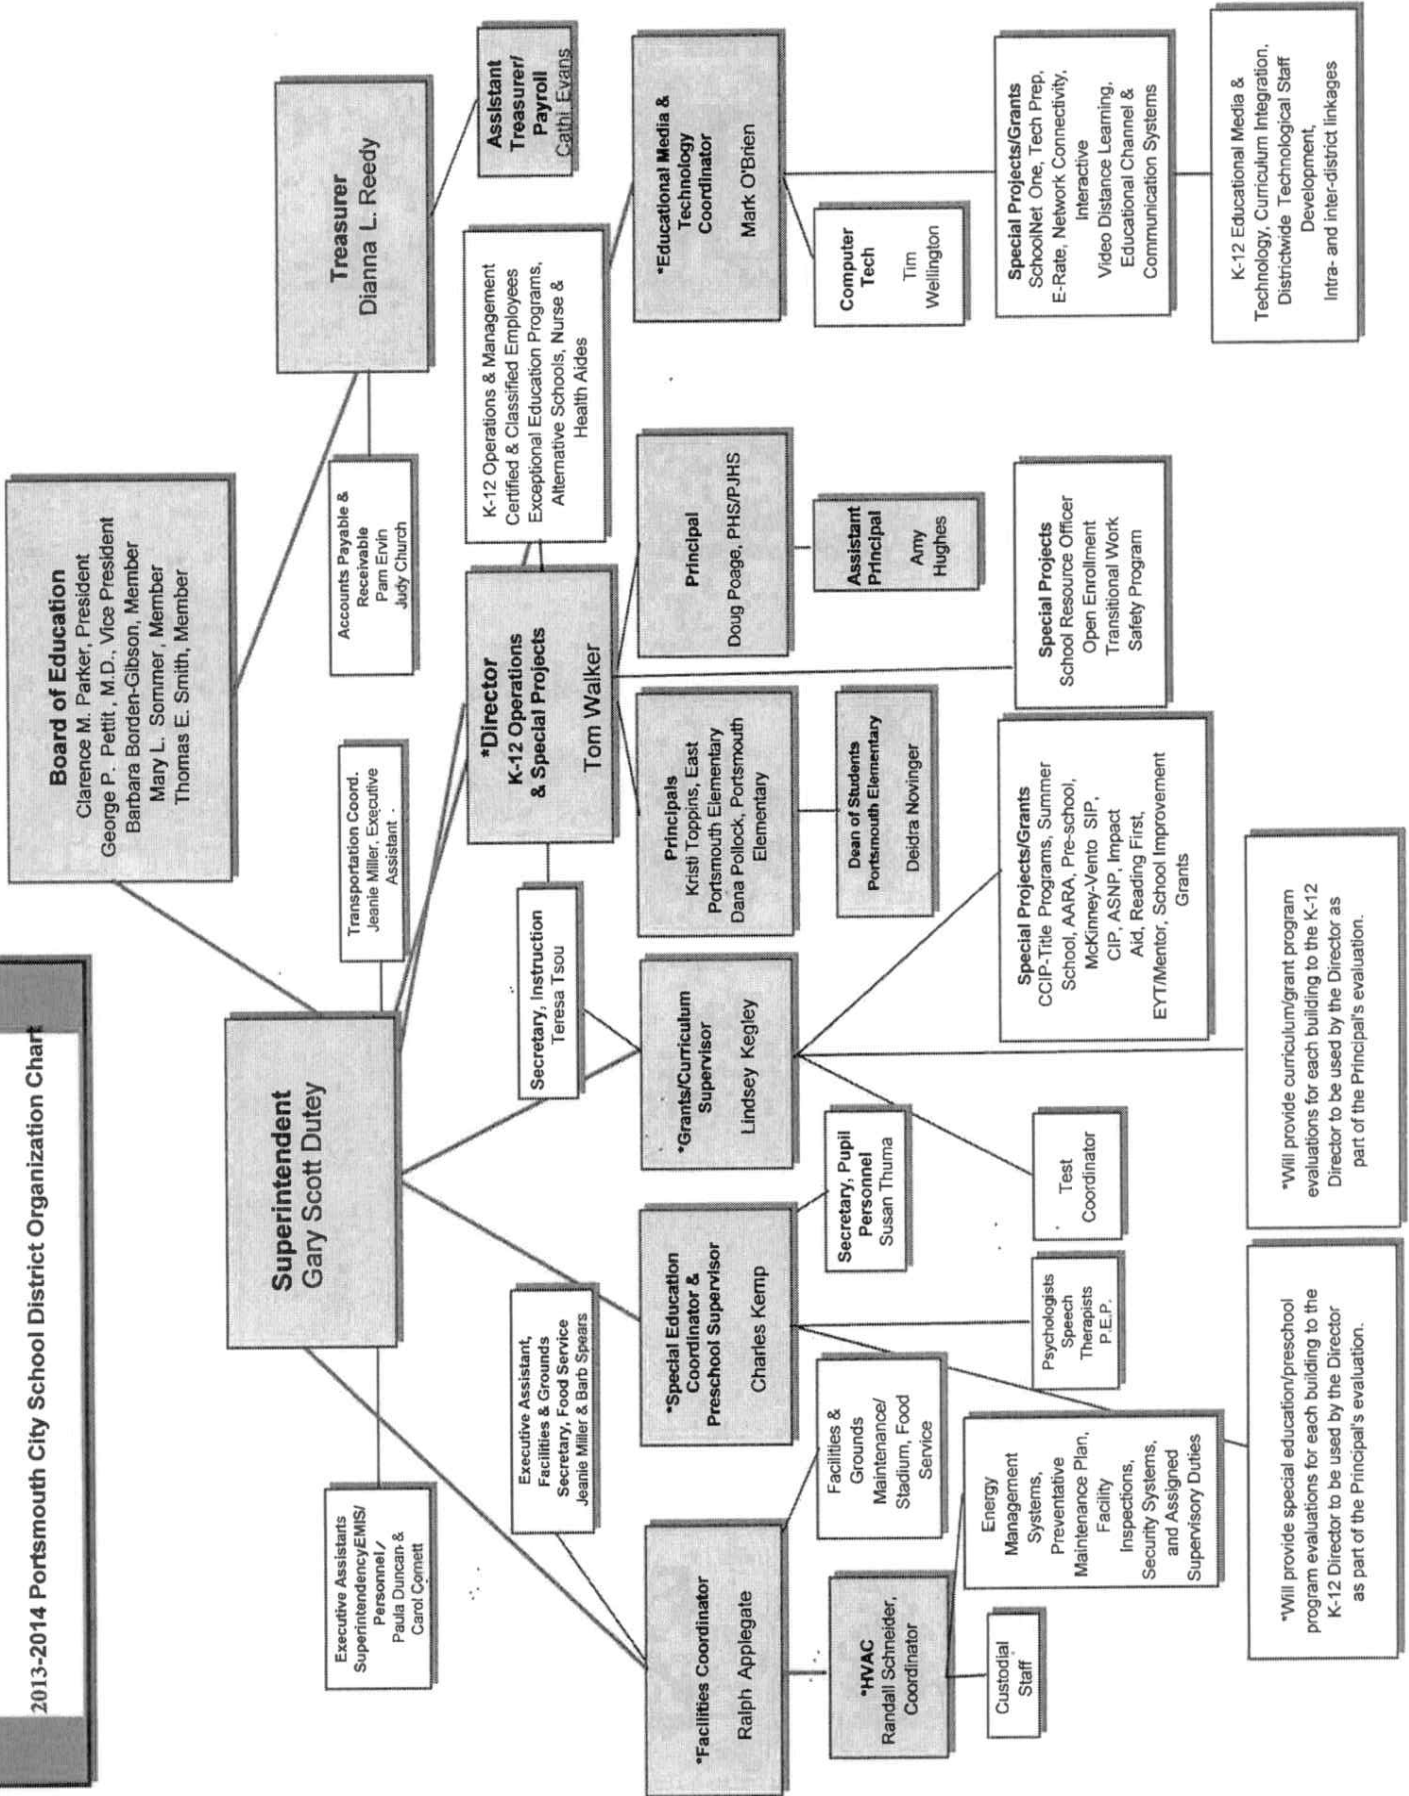 2013-2014 Portsmouth City School District Organization Chart
Board of Education
Clarence M. Parker, President
George P. Pettit , M.D., Vice President
Barbara Borden-Gibson, Member
Mary L. Sommer , Member
Thomas E. Smith, Member
Superintendent
Gary Scott Dutey
Treasurer
Dianna L. Reedy
Executive Assistants
SuperintendencyEMIS/
Personnel/
Paula Duncan &
Carol Cornett
Transportation Coord.
Jeanie Miller, Executive
Assistant
Accounts Payable &
Receivable
Pam Ervin
Judy Church
Assistant
Treasurer/
Payroll
Cathi Evans
Executive Assistant,
Facilities & Grounds
Secretary, Food Service
Jeanie Miller & Barb Spears
Secretary, Instruction
Teresa Tsou
*Director
K-12 Operations
& Special Projects
Tom Walker
K-12 Operations & Management
Certified & Classified Employees
Exceptional Education Programs,
Alternative Schools, Nurse &
Health Aides
*Facilities Coordinator
Ralph Applegate
*Special Education
Coordinator &
Preschool Supervisor
Charles Kemp
*Grants/Curriculum
Supervisor
Lindsey Kegley
Principals
Kristi Toppins, East
Portsmouth Elementary
Dana Pollock, Portsmouth
Elementary
Principal
Doug Poage, PHS/PJHS
*Educational Media &
Technology
Coordinator
Mark O'Brien
*HVAC
Randall Schneider,
Coordinator
Facilities &
Grounds
Maintenance/
Stadium, Food
Service
Secretary, Pupil
Personnel
Susan Thuma
Dean of Students
Portsmouth Elementary
Deidra Novinger
Assistant
Principal
Amy
Hughes
Computer
Tech
Tim
Wellington
Custodial
Staff
Energy
Management
Systems,
Preventative
Maintenance Plan,
Facility
Inspections,
Security Systems,
and Assigned
Supervisory Duties
Psychologists
Speech
Therapists
P.E.P.
Test
Coordinator
Special Projects/Grants
CCIP-Title Programs, Summer
School, AARA, Pre-school,
McKinney-Vento SIP,
CIP, ASNP, Impact
Aid, Reading First,
EYT/Mentor, School Improvement
Grants
Special Projects
School Resource Officer
Open Enrollment
Transitional Work
Safety Program
Special Projects/Grants
SchoolNet One, Tech Prep,
E-Rate, Network Connectivity,
Interactive
Video Distance Learning,
Educational Channel &
Communication Systems
*Will provide special education/preschool
program evaluations for each building to the
K-12 Director to be used by the Director
as part of the Principal's evaluation.
*Will provide curriculum/grant program
evaluations for each building to the K-12
Director to be used by the Director as
part of the Principal's evaluation.
K-12 Educational Media &
Technology, Curriculum Integration,
Districtwide Technological Staff
Development,
Intra- and inter-district linkages